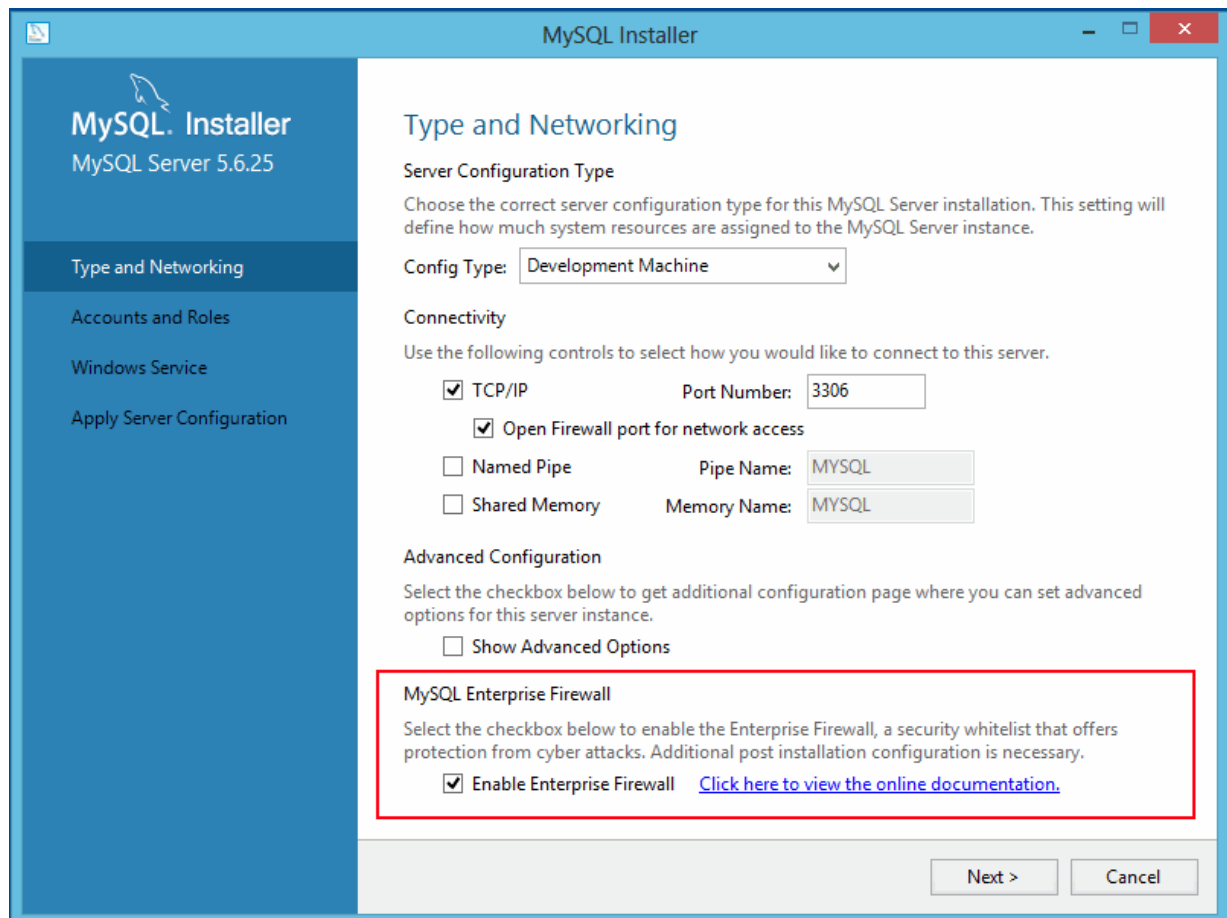 MySQL Installer
MySQL. Installer
MySQL Server 5.6.25
Type and Networking
Accounts and Roles
Windows Service
Apply Server Configuration
Type and Networking
Server Configuration Type
Choose the correct server configuration type for this MySQL Server installation. This setting will
define how much system resources are assigned to the MySQL Server instance.
Config Type: Development Machine
Connectivity
Use the following controls to select how you would like to connect to this server.
TCP/IP Port Number: 3306
Open Firewall port for network access
Named Pipe Pipe Name: MYSQL
Shared Memory Memory Name: MYSQL
Advanced Configuration
Select the checkbox below to get additional configuration page where you can set advanced
options for this server instance.
Show Advanced Options
MySQL Enterprise Firewall
Select the checkbox below to enable the Enterprise Firewall, a security whitelist that offers
protection from cyber attacks. Additional post installation configuration is necessary.
Enable Enterprise Firewall Click here to view the online documentation.
Next > Cancel